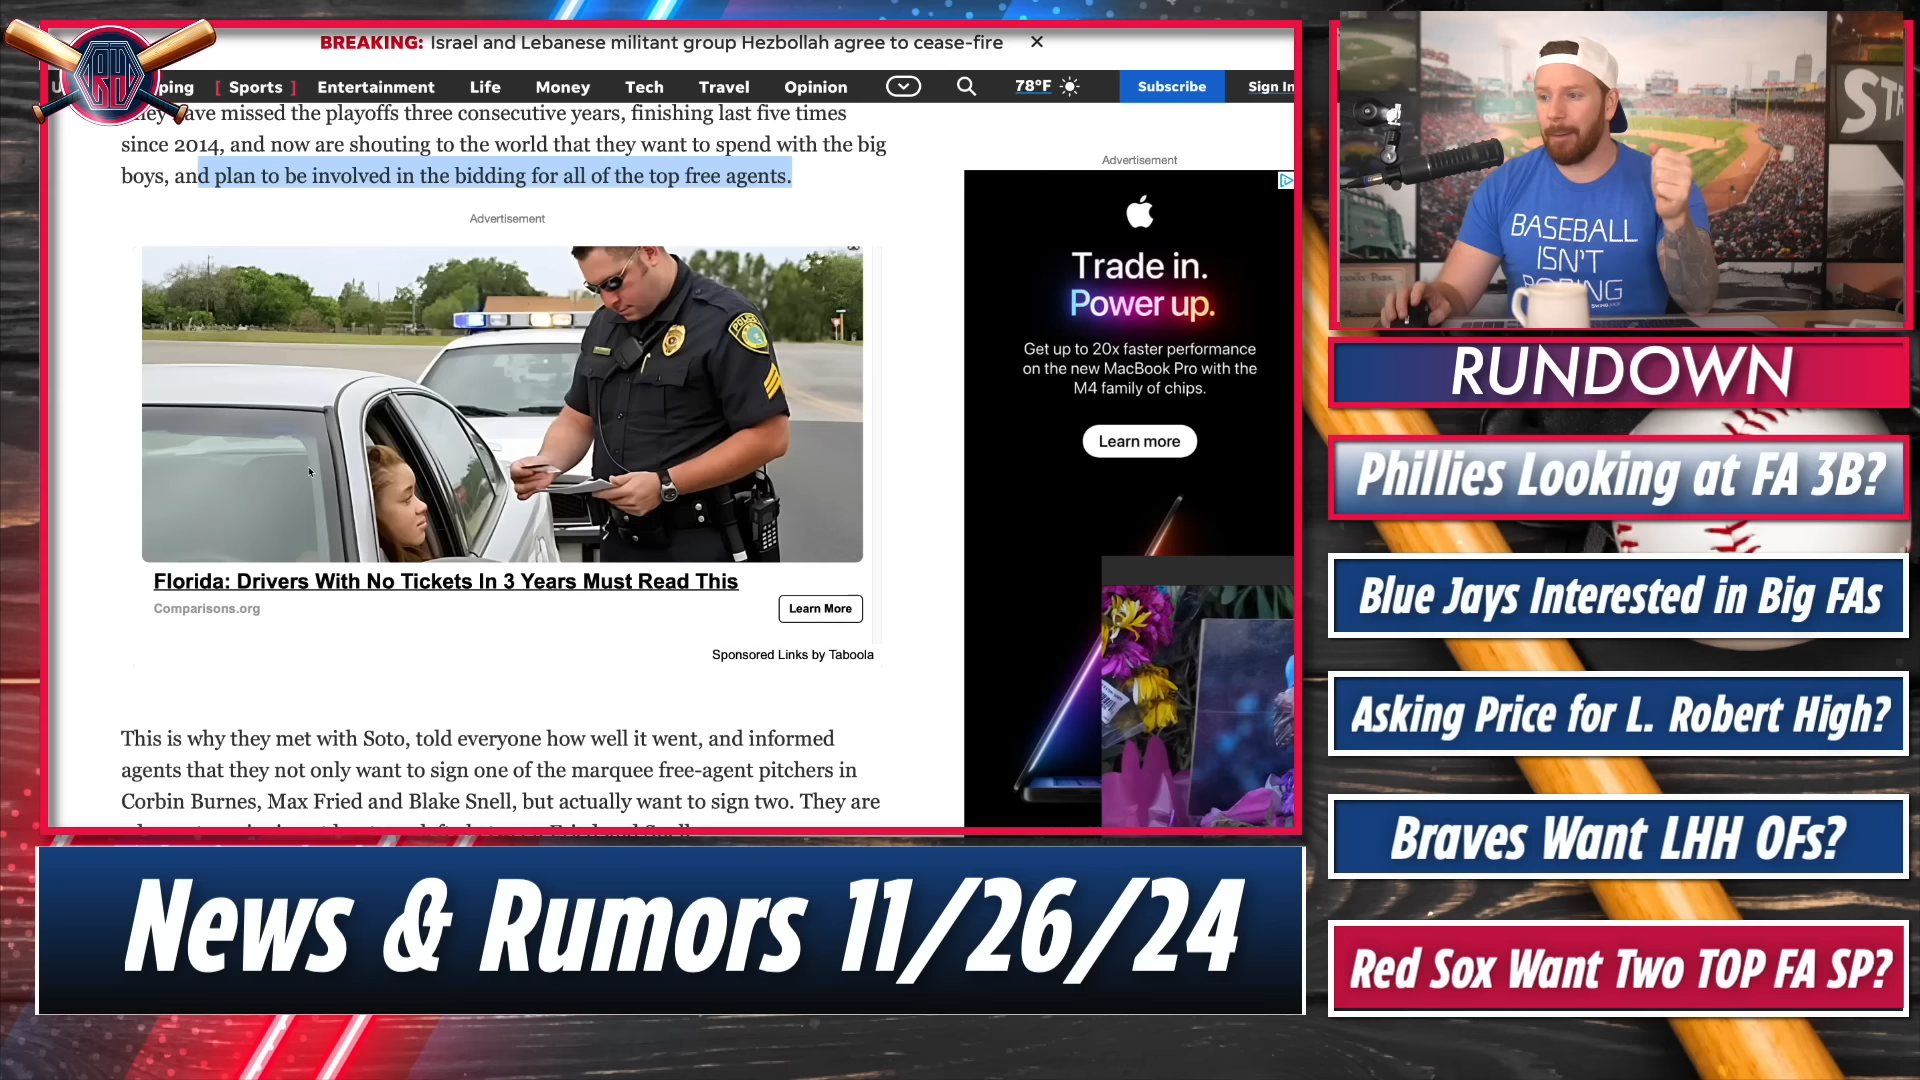 BREAKING: Israel and Lebanese militant group Hezbollah agree to cease-fire ×
ping [ Sports ] Entertainment Life Money Tech Travel Opinion 78°F Subscribe Sign In
have missed the playoffs three consecutive years, finishing last five times
since 2014, and now are shouting to the world that they want to spend with the big
boys, and plan to be involved in the bidding for all of the top free agents.
Advertisement
Florida: Drivers With No Tickets In 3 Years Must Read This
Comparisons.org
Learn More
Sponsored Links by Taboola
This is why they met with Soto, told everyone how well it went, and informed
agents that they not only want to sign one of the marquee free-agent pitchers in
Corbin Burnes, Max Fried and Blake Snell, but actually want to sign two. They are
Advertisement
Trade in.
Power up.
Get up to 20x faster performance
on the new MacBook Pro with the
M4 family of chips.
Learn more
POLICE
BASEBALL
ISN'T
BORING
STR
RUNDOWN
Phillies Looking at FA 3B?
Blue Jays Interested in Big FAs
Asking Price for L. Robert High?
Braves Want LHH OFs?
Red Sox Want Two TOP FA SP?
News & Rumors 11/26/24